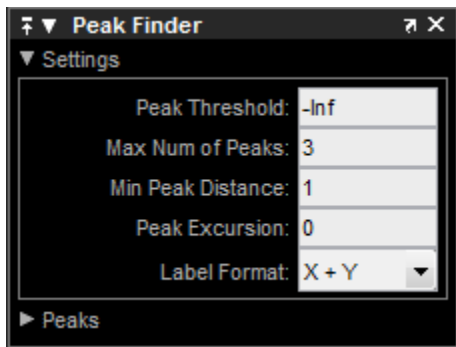 Peak Finder
Settings
Peak Threshold: -Inf
Max Num of Peaks: 3
Min Peak Distance: 1
Peak Excursion: 0
Label Format: X + Y
Peaks